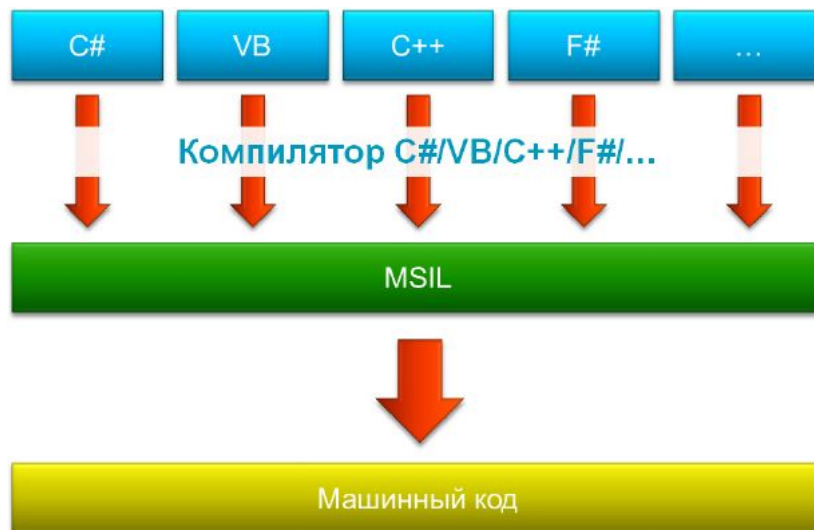 C# VB C++ F# ...
Компилятор C#/VB/C++/F#/...
MSIL
Машинный код